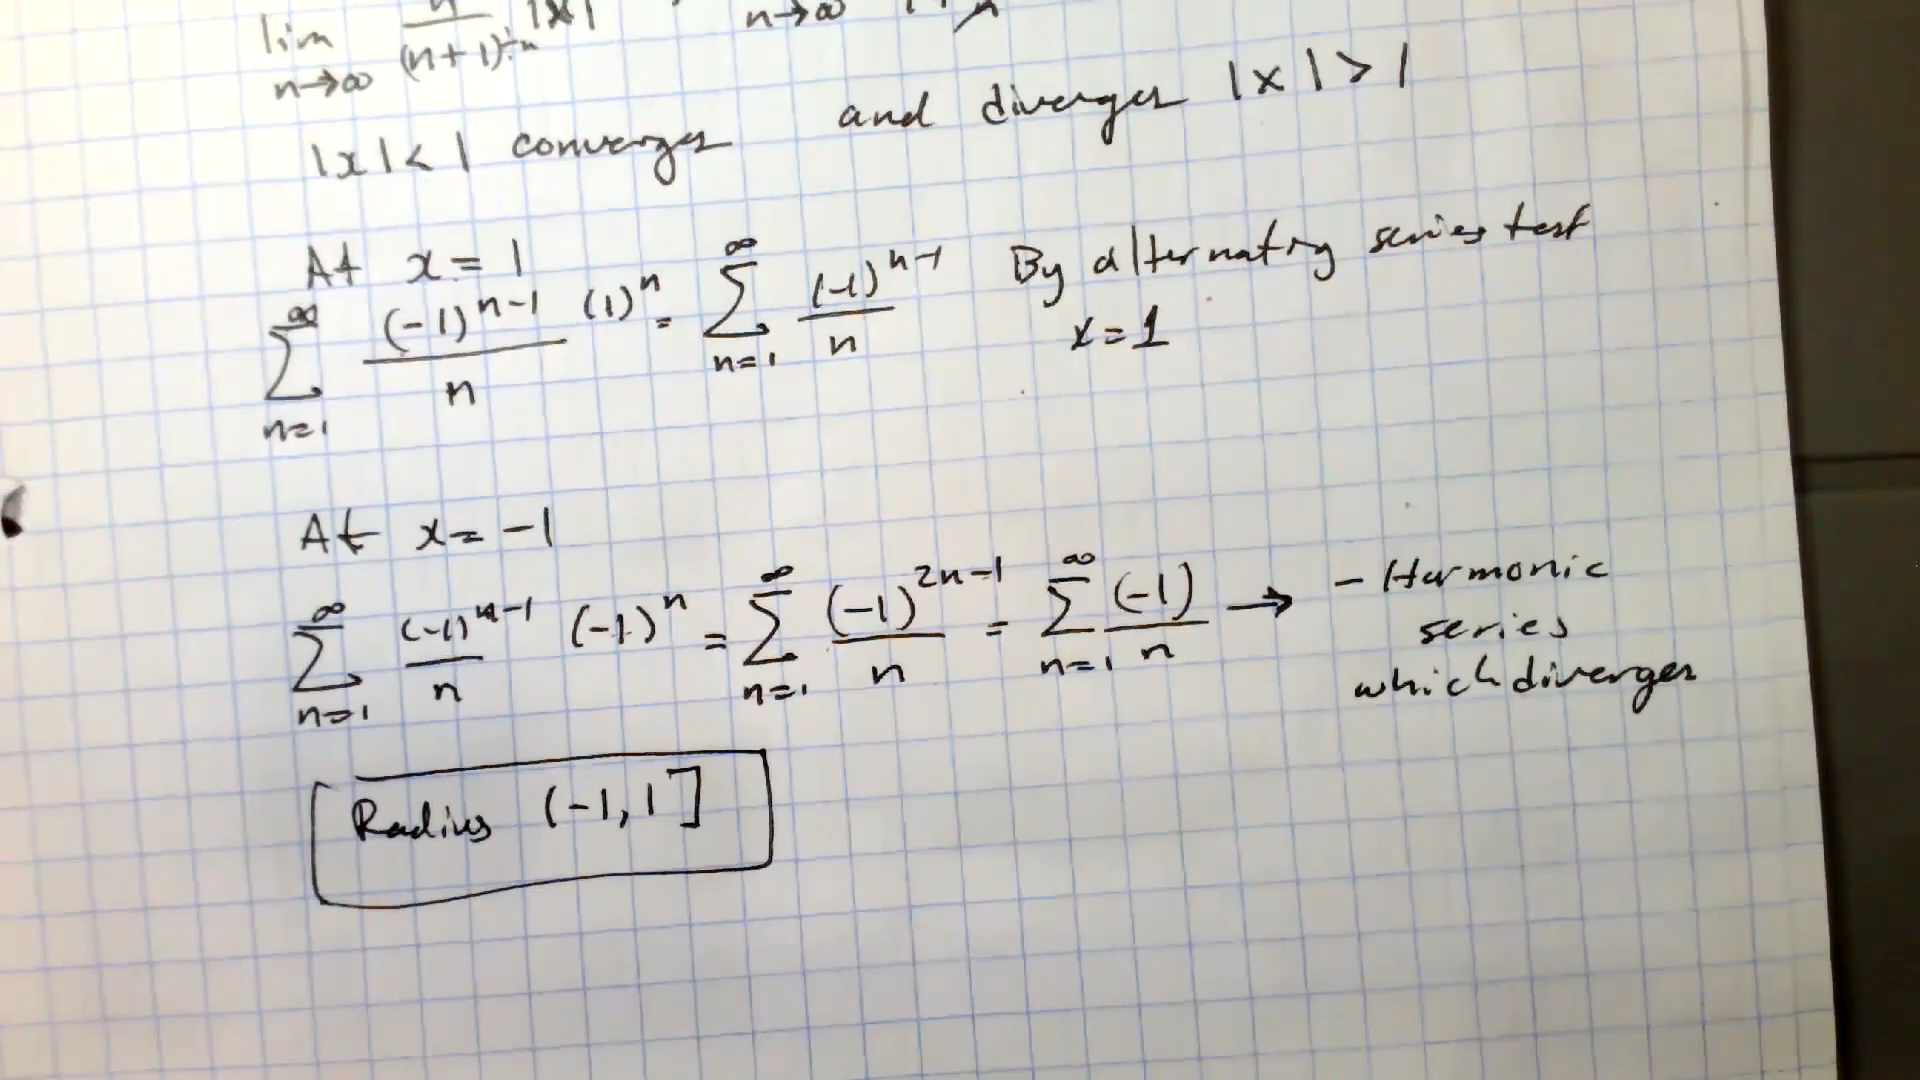 lim n→∞ n/(n+1) |x| n→∞
|x| < 1 converges and diverges |x| > 1
At x = 1
∑_{n=1}^{∞} (-1)^{n-1}/n (1)^n = ∑_{n=1}^{∞} (-1)^{n-1}/n By alternating series test
x = 1
At x = -1
∑_{n=1}^{∞} (-1)^{n-1}/n (-1)^n = ∑_{n=1}^{∞} (-1)^{2n-1}/n = ∑_{n=1}^{∞} (-1)/n → - Harmonic
series
which diverges
Radius (-1, 1]